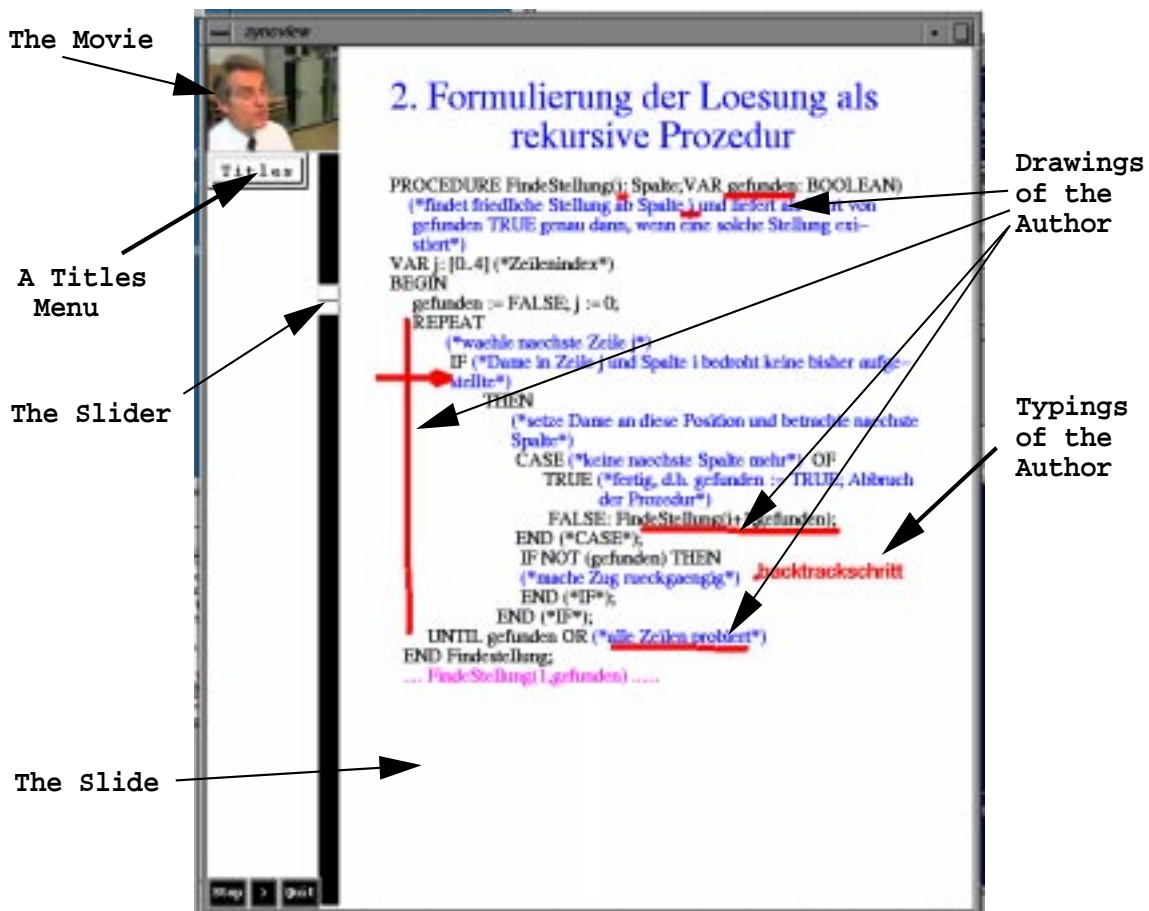 The Movie
syncview
Titles
A Titles
Menu
The Slider
The Slide
Stop > Quit
2. Formulierung der Loesung als
rekursive Prozedur
PROCEDURE FindeStellung(i: Spalte;VAR gefunden: BOOLEAN)
(*findet friedliche Stellung ab Spalte i und liefert von
gefunden TRUE genau dann, wenn eine solche Stellung exi-
stiert*)
VAR j: [0..4] (*Zeilenindex*)
BEGIN
gefunden := FALSE; j := 0;
REPEAT
(*waehle naechste Zeile j*)
IF (*Dame in Zeile j und Spalte i bedroht keine bisher aufge-
stellte*)
THEN
(*setze Dame an diese Position und betrachte naechste
Spalte*)
CASE (*keine naechste Spalte mehr*) OF
TRUE (*fertig, d.h. gefunden := TRUE; Abbruch
der Prozedur*)
FALSE: FindeStellung(i+1,gefunden);
END (*CASE*);
IF NOT (gefunden) THEN
(*mache Zug rueckgaengig*) backtrackschritt
END (*IF*);
END (*IF*);
UNTIL gefunden OR (*alle Zeilen probiert*)
END Findestellung;
.... FindeStellung(1,gefunden) .....
Drawings
of the
Author
Typings
of the
Author